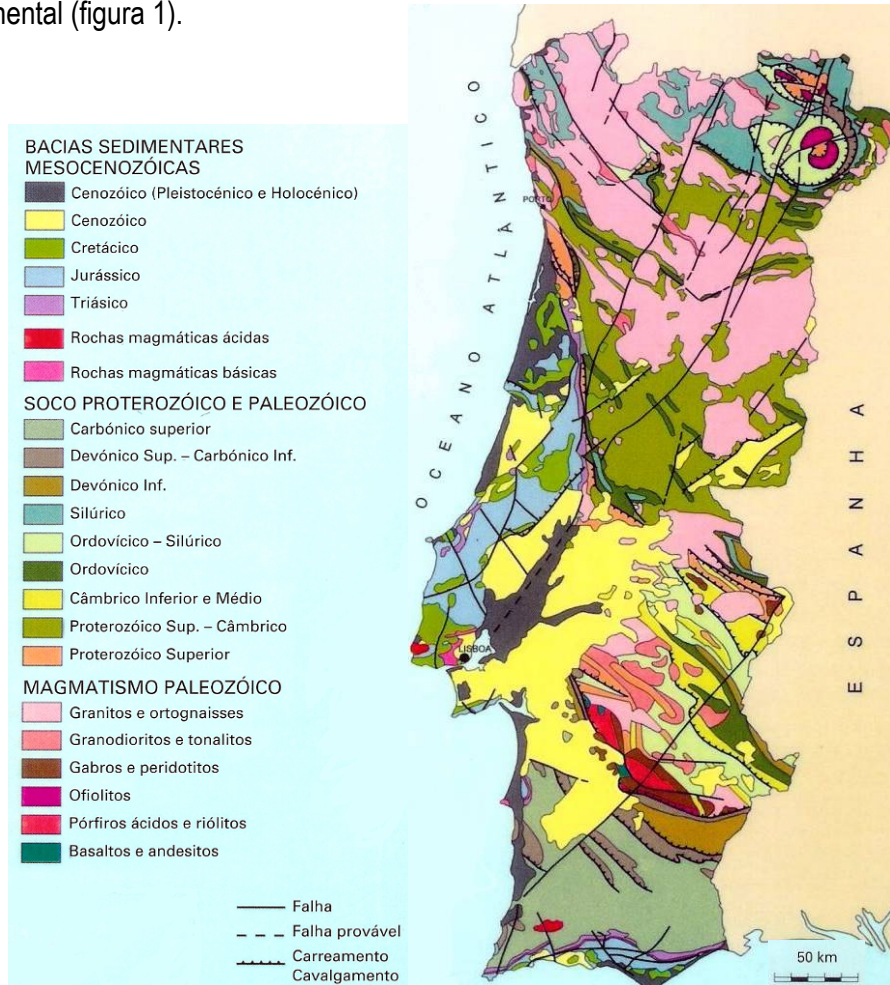 mental (figura 1).
BACIAS SEDIMENTARES
MESOCENOZÓICAS
Cenozóico (Pleistocénico e Holocénico)
Cenozóico
Cretácico
Jurássico
Triásico
Rochas magmáticas ácidas
Rochas magmáticas básicas
SOCO PROTEROZÓICO E PALEOZÓICO
Carbónico superior
Devónico Sup. – Carbónico Inf.
Devónico Inf.
Silúrico
Ordovícico – Silúrico
Ordovícico
Câmbrico Inferior e Médio
Proterozóico Sup. – Câmbrico
Proterozóico Superior
MAGMATISMO PALEOZÓICO
Granitos e ortognaisses
Granodioritos e tonalitos
Gabros e peridotitos
Ofiolitos
Pórfiros ácidos e riólitos
Basaltos e andesitos
Falha
Falha provável
Carreamento
Cavalgamento
OCEANO ATLÂNTICO
PORTO
LISBOA
ESPANHA
50 km